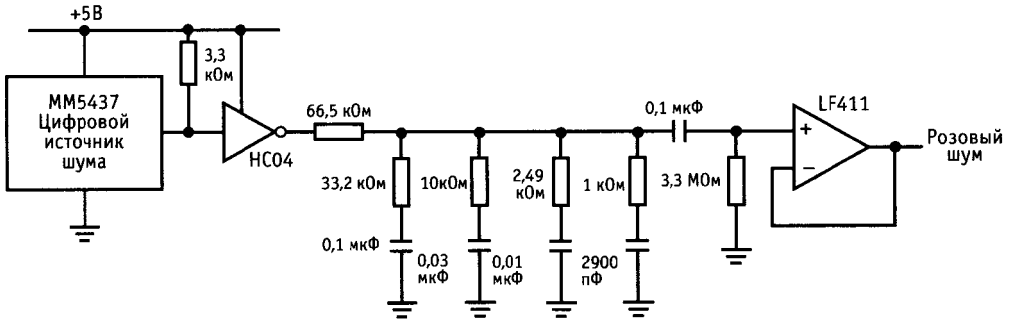 +5В
3,3
кОм
ММ5437
Цифровой
источник
шума
НС04
66,5 кОм
33,2 кОм
10кОм
2,49
кОм
1 кОм
0,1 мкФ
3,3 МОм
0,1 мкФ
0,03
мкФ
0,01
мкФ
2900
пФ
LF411
+
−
Розовый
шум